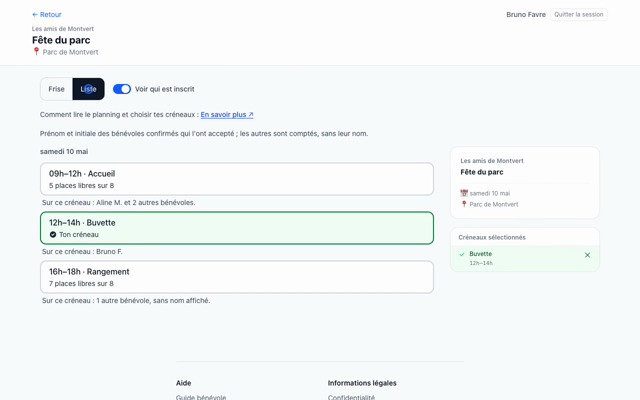 ← Retour
Bruno Favre
Quitter la session
Les amis de Montvert
Fête du parc
Parc de Montvert
Frise
Liste
Voir qui est inscrit
Comment lire le planning et choisir tes créneaux : En savoir plus ↗
Prénom et initiale des bénévoles confirmés qui l'ont accepté ; les autres sont comptés, sans leur nom.
samedi 10 mai
09h–12h · Accueil
5 places libres sur 8
Sur ce créneau : Aline M. et 2 autres bénévoles.
12h–14h · Buvette
Ton créneau
Sur ce créneau : Bruno F.
16h–18h · Rangement
7 places libres sur 8
Sur ce créneau : 1 autre bénévole, sans nom affiché.
Les amis de Montvert
Fête du parc
samedi 10 mai
Parc de Montvert
Créneaux sélectionnés
Buvette
12h–14h
Aide
Informations légales
Guide bénévole
Confidentialité